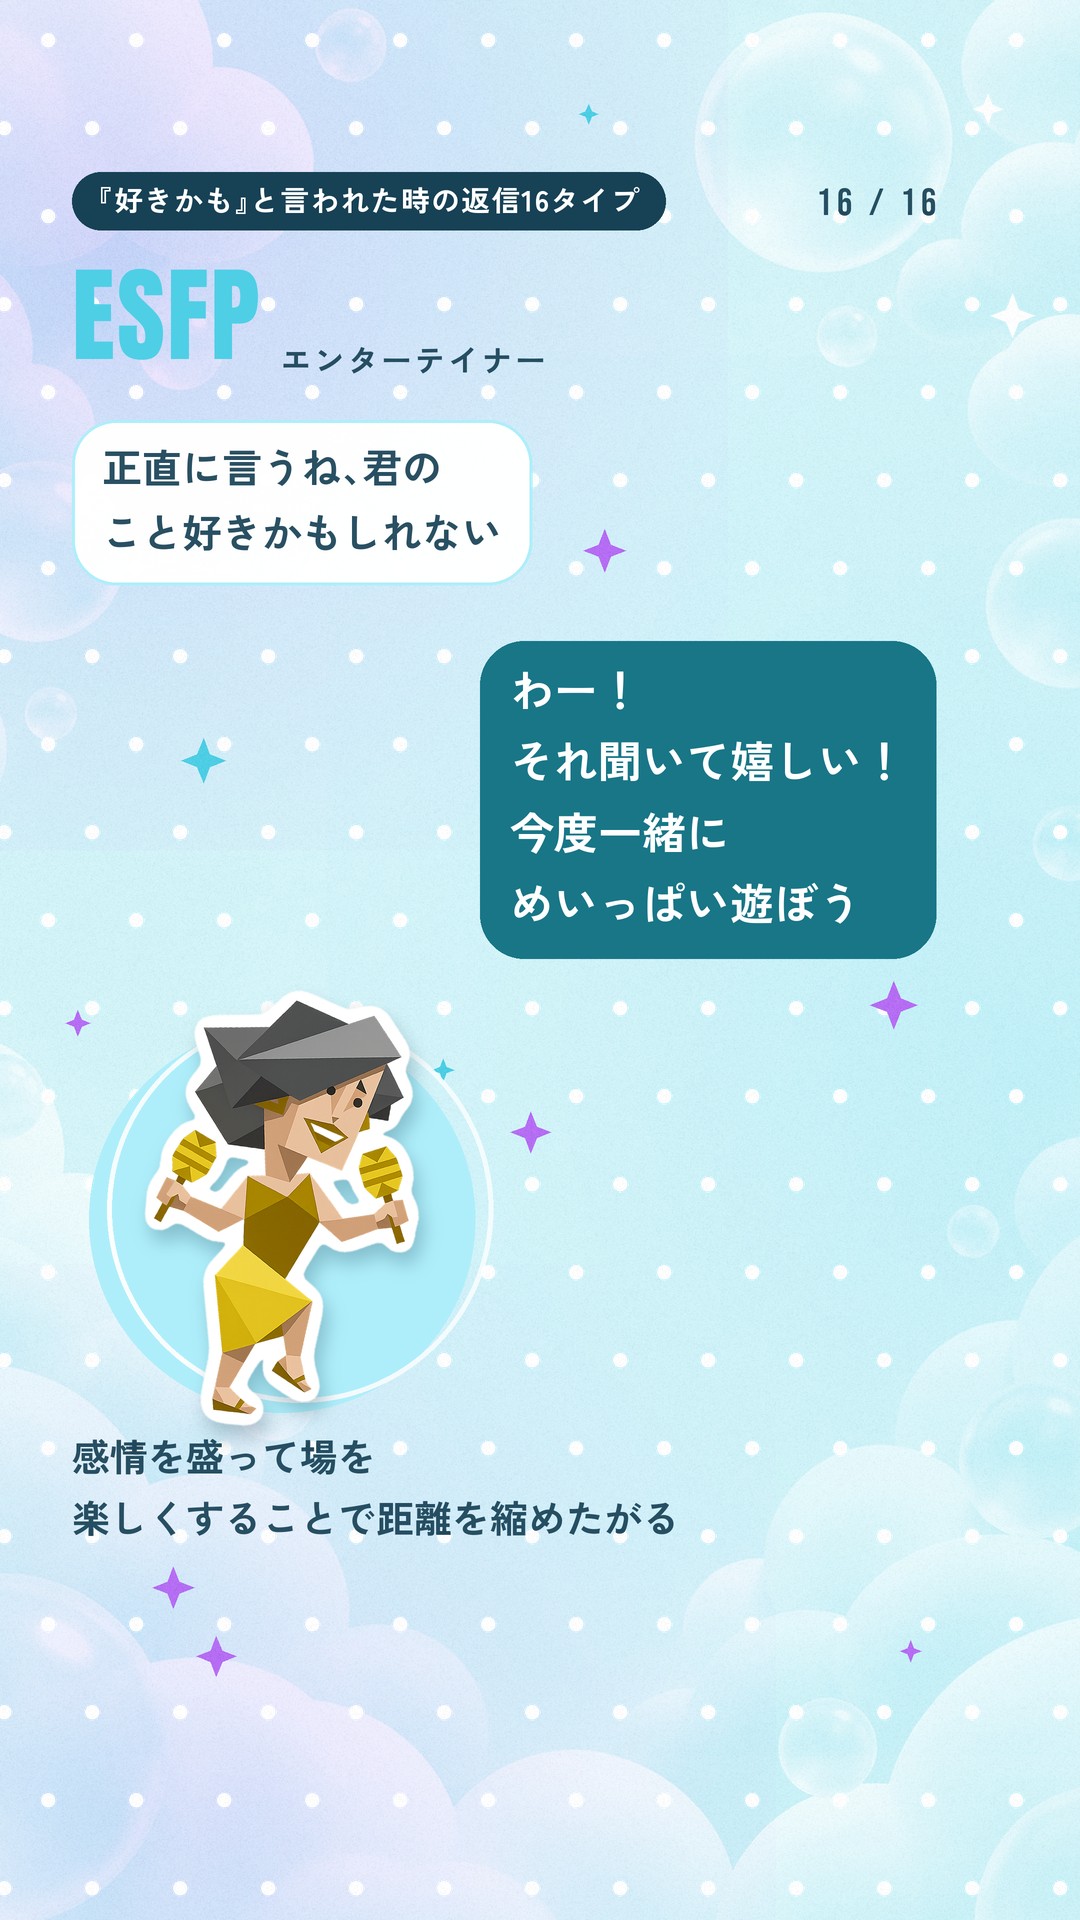 『好きかも』と言われた時の返信16タイプ
16 / 16
ESFP
エンターテイナー
正直に言うね、君の
こと好きかもしれない
わー！
それ聞いて嬉しい！
今度一緒に
めいっぱい遊ぼう
感情を盛って場を
楽しくすることで距離を縮めたがる